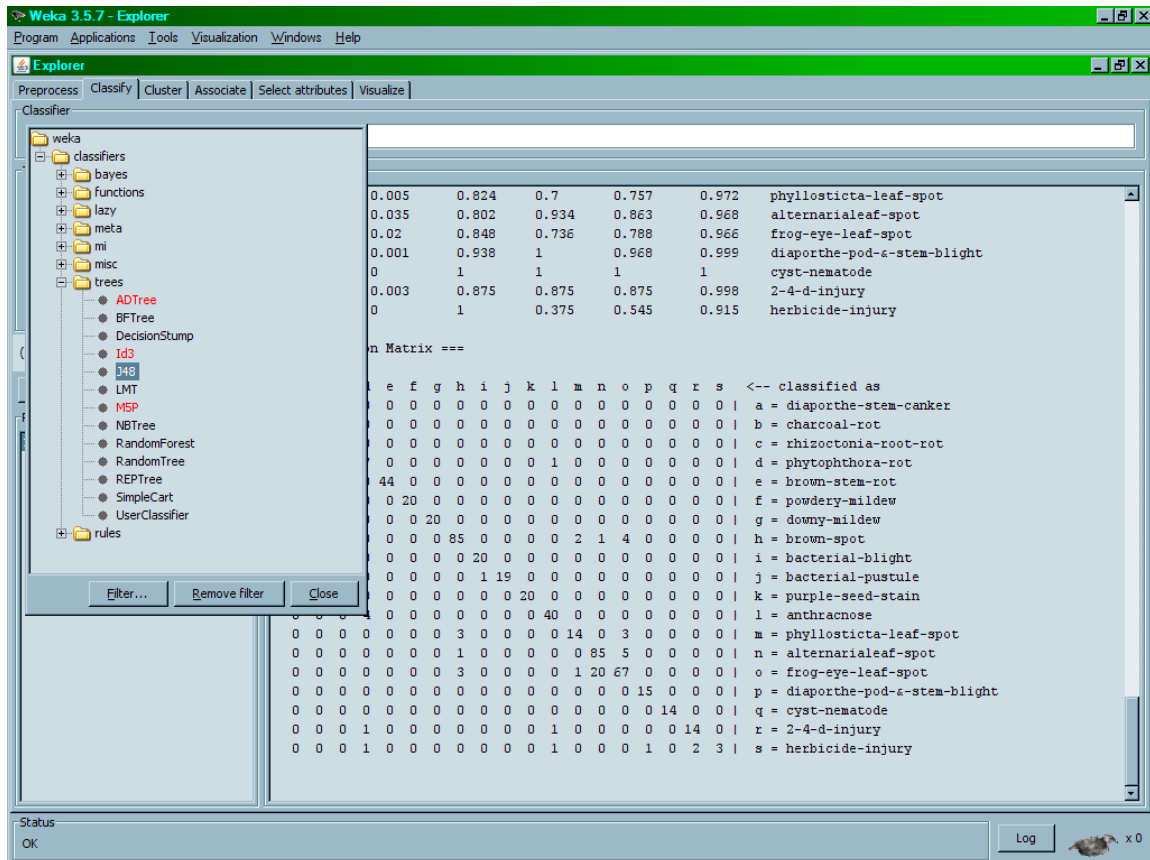 Weka 3.5.7 - Explorer
Program Applications Tools Visualization Windows Help
Explorer
Preprocess Classify Cluster Associate Select attributes Visualize
Classifier
weka
classifiers
bayes
functions
lazy
meta
mi
misc
trees
ADTree
BFTree
DecisionStump
Id3
J48
LMT
M5P
NBTree
RandomForest
RandomTree
REPTree
SimpleCart
UserClassifier
rules
Filter... Remove filter Close
0.005 0.824 0.7 0.757 0.972 phyllosticta-leaf-spot
0.035 0.802 0.934 0.863 0.968 alternarialeaf-spot
0.02 0.848 0.736 0.788 0.966 frog-eye-leaf-spot
0.001 0.938 1 0.968 0.999 diaporthe-pod-&-stem-blight
0 1 1 1 1 cyst-nematode
0.003 0.875 0.875 0.875 0.998 2-4-d-injury
0 1 0.375 0.545 0.915 herbicide-injury
n Matrix ===
e f g h i j k l m n o p q r s <-- classified as
0 0 0 0 0 0 0 0 0 0 0 0 0 0 0 | a = diaporthe-stem-canker
0 0 0 0 0 0 0 0 0 0 0 0 0 0 0 | b = charcoal-rot
0 0 0 0 0 0 0 0 0 0 0 0 0 0 0 | c = rhizoctonia-root-rot
0 0 0 0 0 0 0 1 0 0 0 0 0 0 0 | d = phytophthora-rot
44 0 0 0 0 0 0 0 0 0 0 0 0 0 0 | e = brown-stem-rot
0 20 0 0 0 0 0 0 0 0 0 0 0 0 0 | f = powdery-mildew
0 0 20 0 0 0 0 0 0 0 0 0 0 0 0 | g = downy-mildew
0 0 0 85 0 0 0 0 2 1 4 0 0 0 0 | h = brown-spot
0 0 0 0 20 0 0 0 0 0 0 0 0 0 0 | i = bacterial-blight
0 0 0 0 1 19 0 0 0 0 0 0 0 0 0 | j = bacterial-pustule
0 0 0 0 0 0 20 0 0 0 0 0 0 0 0 | k = purple-seed-stain
0 0 0 0 0 0 0 40 0 0 0 0 0 0 0 | l = anthracnose
0 0 0 0 0 0 0 3 0 0 0 0 14 0 3 0 0 0 0 | m = phyllosticta-leaf-spot
0 0 0 0 0 0 0 1 0 0 0 0 0 85 5 0 0 0 0 | n = alternarialeaf-spot
0 0 0 0 0 0 0 3 0 0 0 0 1 20 67 0 0 0 0 | o = frog-eye-leaf-spot
0 0 0 0 0 0 0 0 0 0 0 0 0 0 0 15 0 0 0 | p = diaporthe-pod-&-stem-blight
0 0 0 0 0 0 0 0 0 0 0 0 0 0 0 0 14 0 0 | q = cyst-nematode
0 0 0 1 0 0 0 0 0 0 0 1 0 0 0 0 0 14 0 | r = 2-4-d-injury
0 0 0 1 0 0 0 0 0 0 0 1 0 0 0 1 0 2 3 | s = herbicide-injury
Status
OK
Log x 0